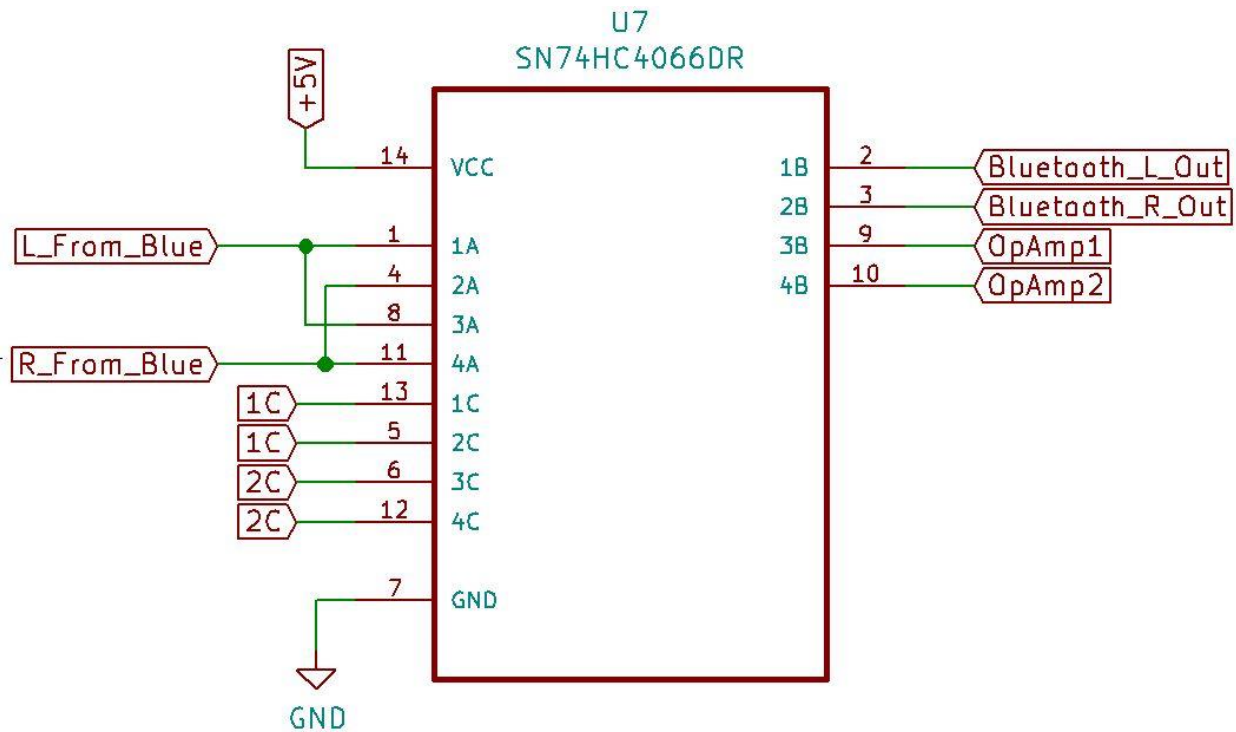 U7
SN74HC4066DR
+5V
14 VCC 1B 2 Bluetooth_L_Out
2B 3 Bluetooth_R_Out
L_From_Blue 1 1A 3B 9 OpAmp1
4 2A 4B 10 OpAmp2
8 3A
R_From_Blue 11 4A
1C 13 1C
1C 5 2C
2C 6 3C
2C 12 4C
7 GND
GND